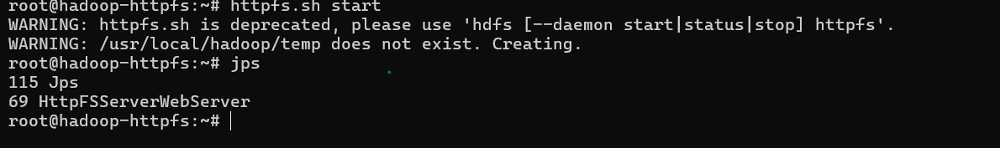 root@hadoop-httpfs:~# httpfs.sh start
WARNING: httpfs.sh is deprecated, please use 'hdfs [--daemon start|status|stop] httpfs'.
WARNING: /usr/local/hadoop/temp does not exist. Creating.
root@hadoop-httpfs:~# jps
115 Jps
69 HttpFSServerWebServer
root@hadoop-httpfs:~#